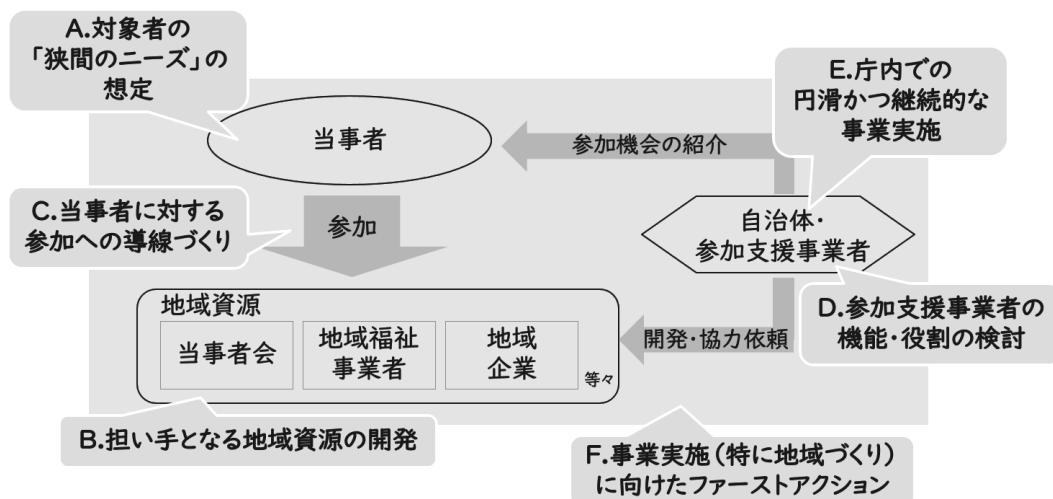 A.対象者の
「狭間のニーズ」の
想定
E.庁内での
円滑かつ継続的な
事業実施
当事者
参加機会の紹介
C.当事者に対する
参加への導線づくり
参加
自治体・
参加支援事業者
D.参加支援事業者の
機能・役割の検討
地域資源
当事者会
地域福祉
事業者
地域
企業
等々
開発・協力依頼
B.担い手となる地域資源の開発
F.事業実施（特に地域づくり）
に向けたファーストアクション